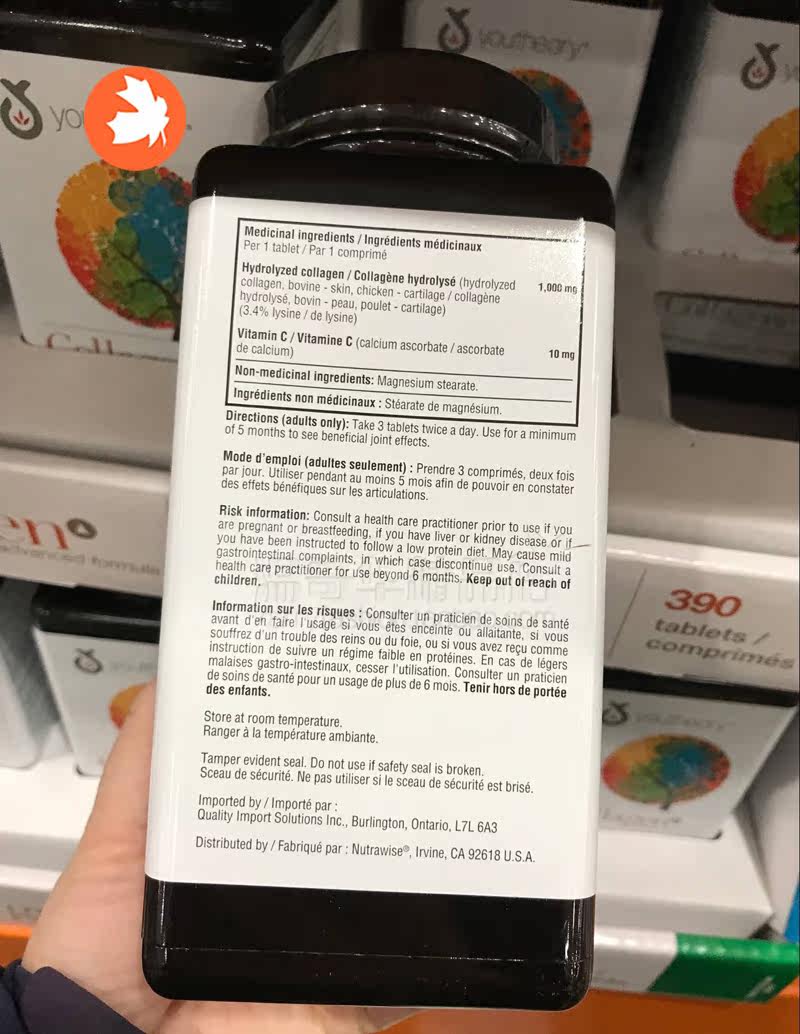 youtheory
Medicinal ingredients / Ingrédients médicinaux
Per 1 tablet / Par 1 comprimé
Hydrolyzed collagen / Collagène hydrolysé (hydrolyzed 1,000 mg
collagen, bovine - skin, chicken - cartilage / collagène
hydrolysé, bovin - peau, poulet - cartilage)
(3.4% lysine / de lysine)
Vitamin C / Vitamine C (calcium ascorbate / ascorbate 10 mg
de calcium)
Non-medicinal ingredients: Magnesium stearate.
Ingrédients non médicinaux : Stéarate de magnésium.
Directions (adults only): Take 3 tablets twice a day. Use for a minimum
of 5 months to see beneficial joint effects.
Mode d'emploi (adultes seulement) : Prendre 3 comprimés, deux fois
par jour. Utiliser pendant au moins 5 mois afin de pouvoir en constater
des effets bénéfiques sur les articulations.
Risk information: Consult a health care practitioner prior to use if you
are pregnant or breastfeeding, if you have liver or kidney disease or if
you have been instructed to follow a low protein diet. May cause mild
gastrointestinal complaints, in which case discontinue use. Consult a
health care practitioner for use beyond 6 months. Keep out of reach of
children.
Information sur les risques : Consulter un praticien de soins de santé
avant d'en faire l'usage si vous êtes enceinte ou allaitante, si vous
souffrez d'un trouble des reins ou du foie, ou si vous avez reçu comme
instruction de suivre un régime faible en protéines. En cas de légers
malaises gastro-intestinaux, cesser l'utilisation. Consulter un praticien
de soins de santé pour un usage de plus de 6 mois. Tenir hors de portée
des enfants.
Store at room temperature.
Ranger à la température ambiante.
Tamper evident seal. Do not use if safety seal is broken.
Sceau de sécurité. Ne pas utiliser si le sceau de sécurité est brisé.
Imported by / Importé par :
Quality Import Solutions Inc., Burlington, Ontario, L7L 6A3
Distributed by / Fabriqué par : Nutrawise®, Irvine, CA 92618 U.S.A.
advanced formula
390
tablets /
comprimés
youtheory